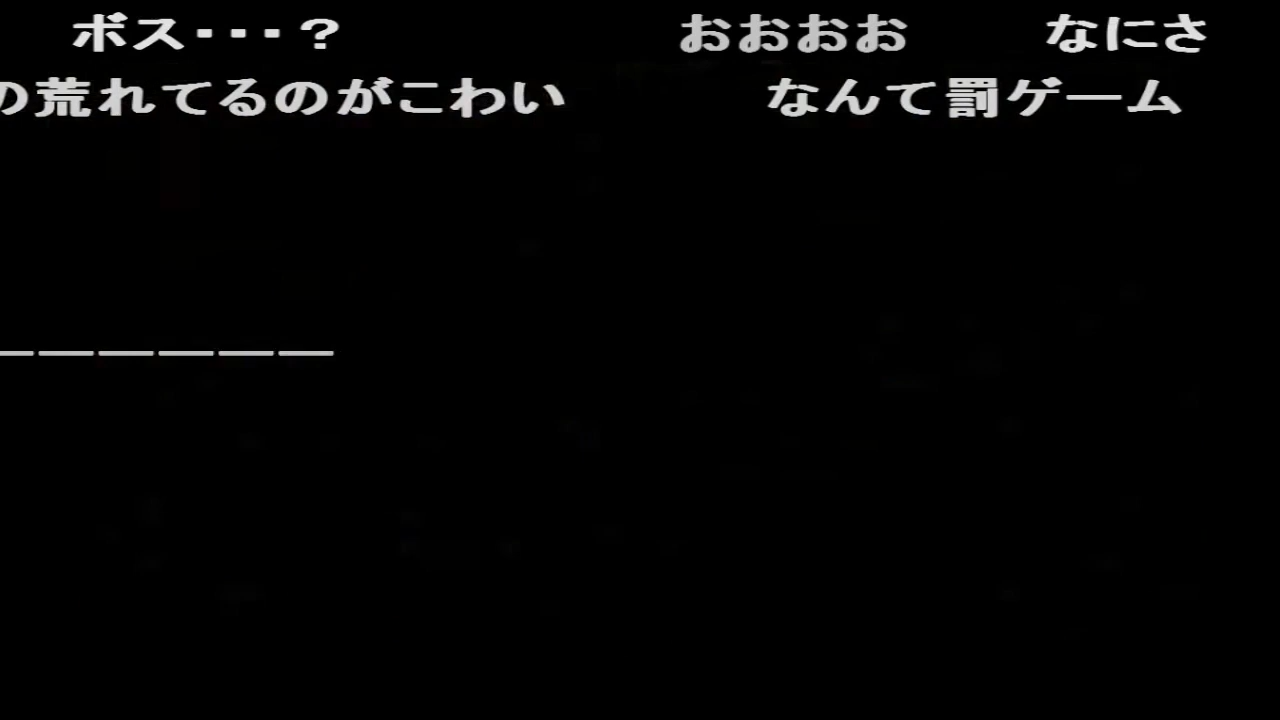 ボス・・・？ おおおお なにさ
の荒れてるのがこわい なんて罰ゲーム
ーーーーーー